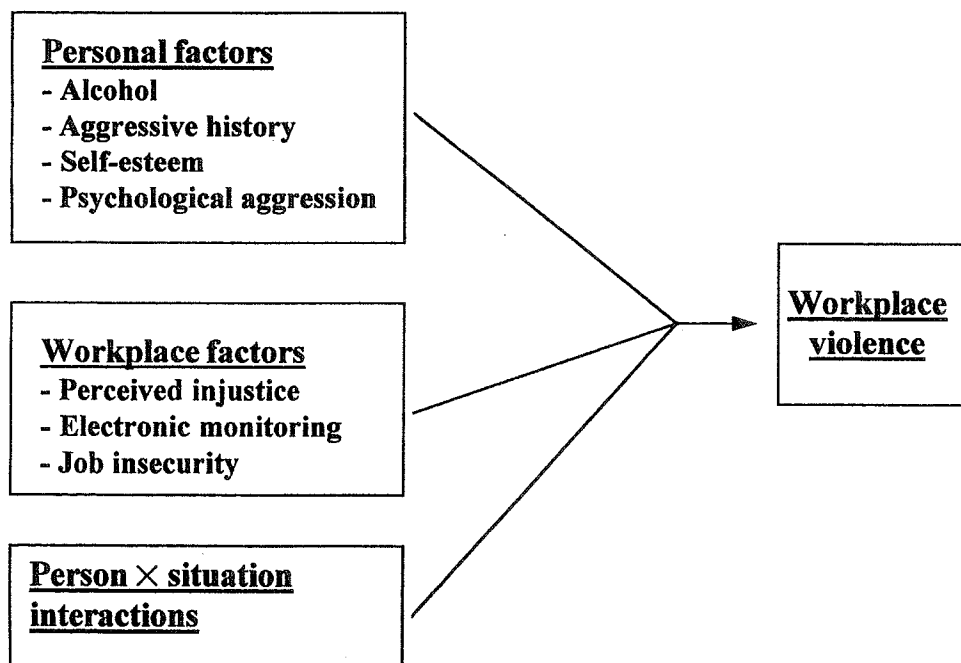 Personal factors
- Alcohol
- Aggressive history
- Self-esteem
- Psychological aggression
Workplace factors
- Perceived injustice
- Electronic monitoring
- Job insecurity
Person × situation
interactions
Workplace
violence